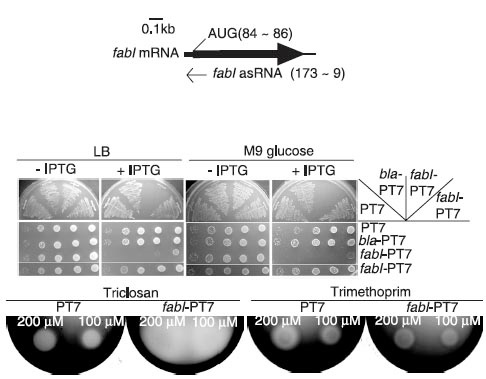 0.1kb
AUG(84 ~ 86)
fabI mRNA
fabI asRNA (173 ~ 9)
LB M9 glucose
- IPTG + IPTG - IPTG + IPTG
bla- fabI-
PT7 PT7 fabI-
PT7 PT7
PT7
bla-PT7
fabI-PT7
fabI-PT7
Triclosan Trimethoprim
PT7 fabI-PT7 PT7 fabI-PT7
200 µM 100 µM 200 µM 100 µM 200 µM 100 µM 200 µM 100 µM